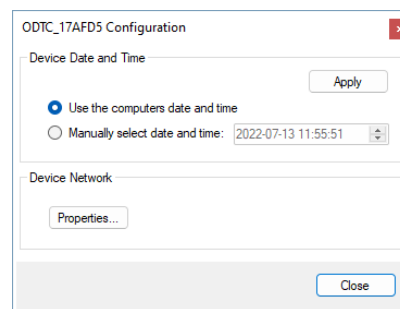 ODTC_17AFD5 Configuration
Device Date and Time
Apply
Use the computers date and time
Manually select date and time: 2022-07-13 11:55:51
Device Network
Properties...
Close